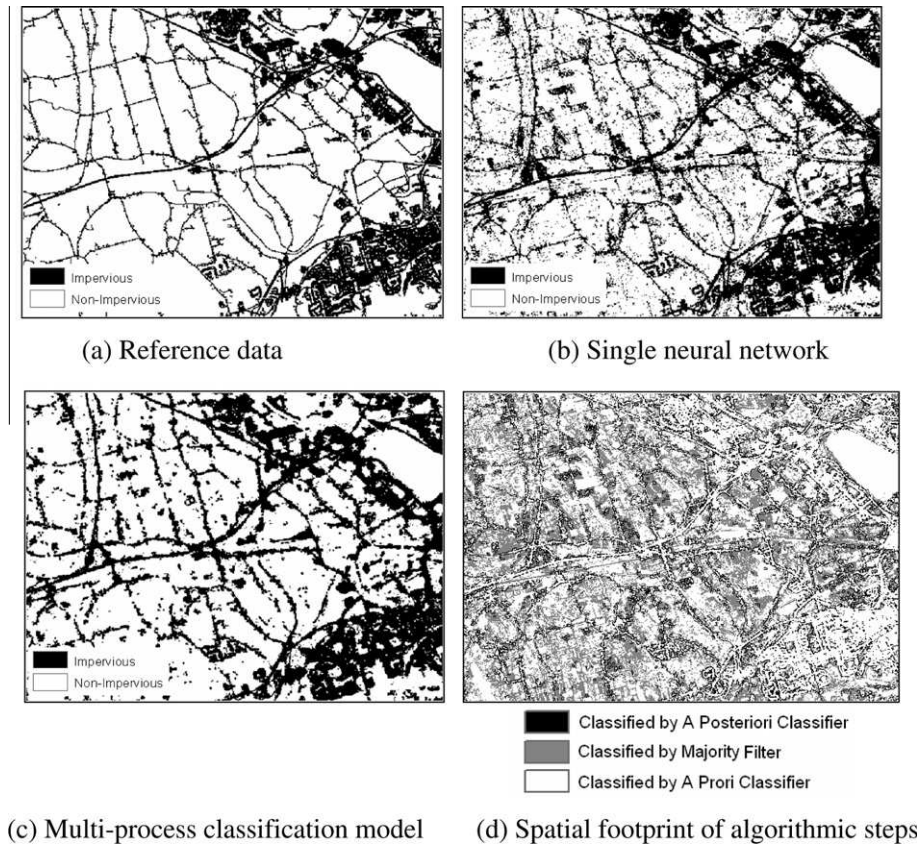 Impervious
Non-Impervious
Impervious
Non-Impervious
(a) Reference data
(b) Single neural network
Impervious
Non-Impervious
Classified by A Posteriori Classifier
Classified by Majority Filter
Classified by A Prori Classifier
(c) Multi-process classification model
(d) Spatial footprint of algorithmic steps